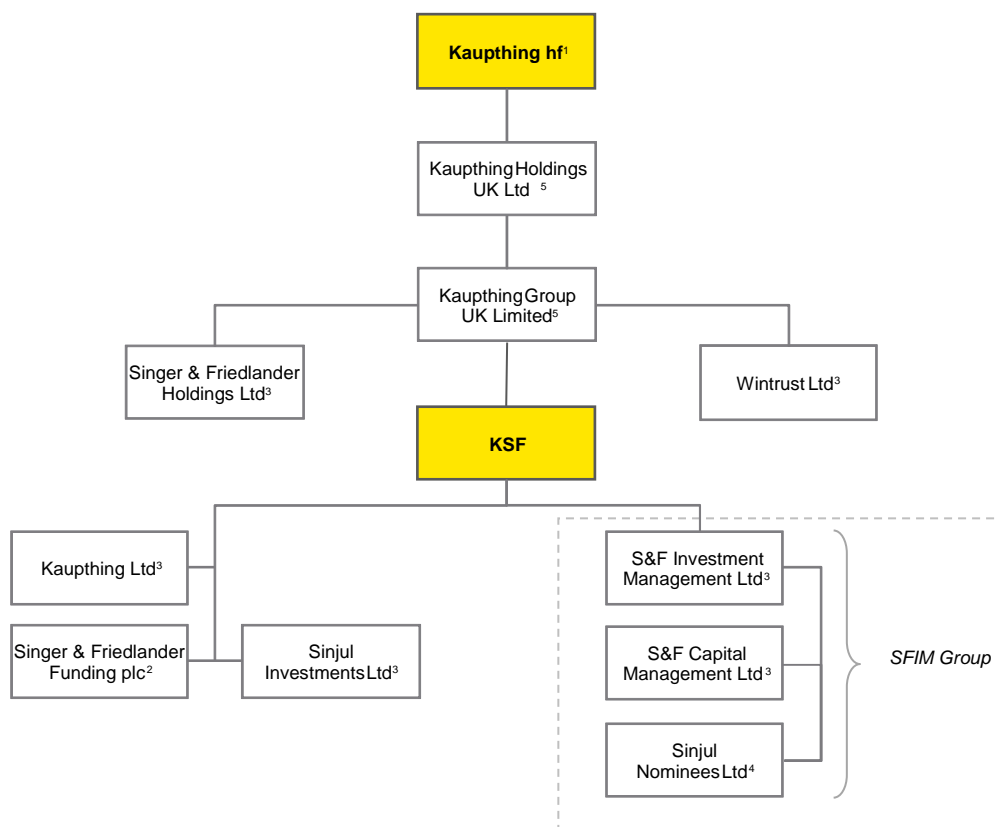 Kaupthing hf¹
Kaupthing Holdings
UK Ltd ⁵
Kaupthing Group
UK Limited⁵
Singer & Friedlander
Holdings Ltd³
Wintrust Ltd³
KSF
Kaupthing Ltd³
Singer & Friedlander
Funding plc²
Sinjul
Investments Ltd³
S&F Investment
Management Ltd³
S&F Capital
Management Ltd³
Sinjul
Nominees Ltd⁴
SFIM Group